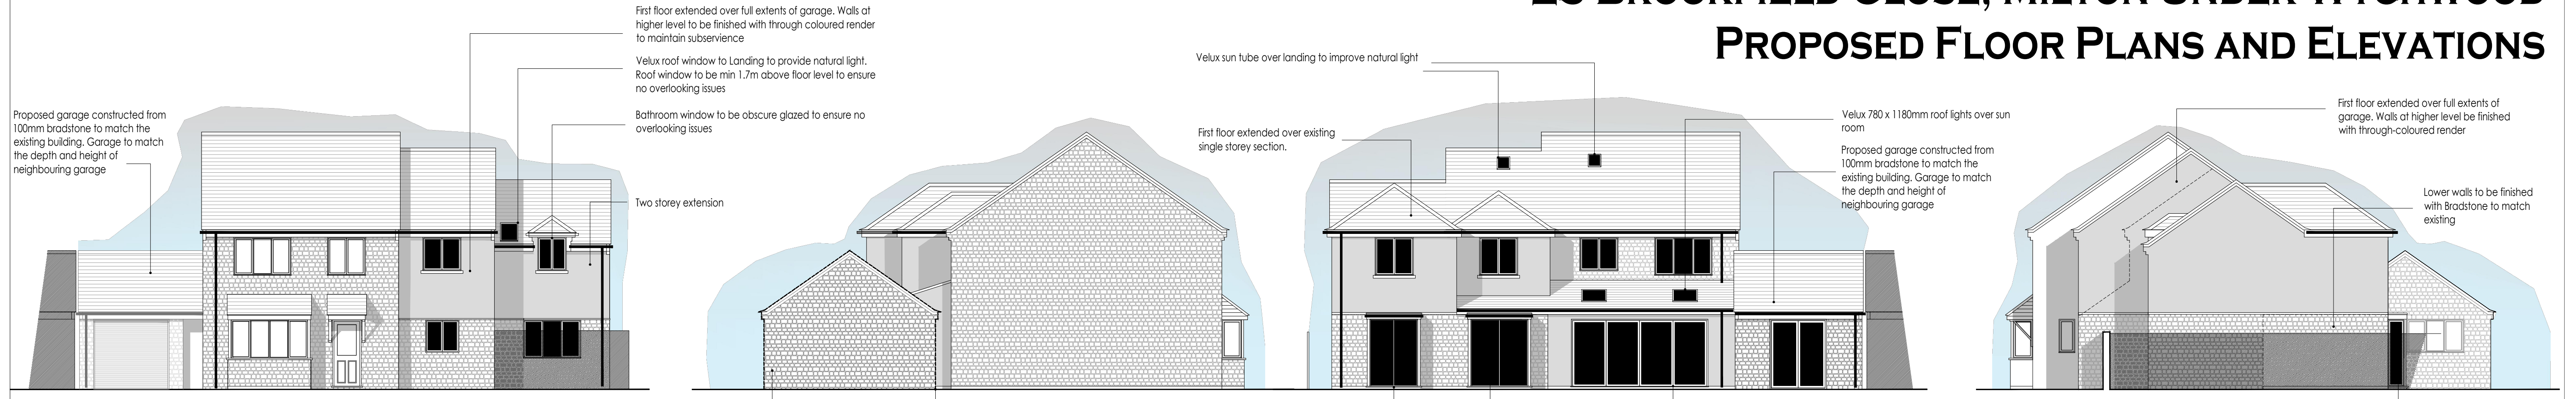 PROPOSED FLOOR PLANS AND ELEVATIONS
First floor extended over full extents of garage. Walls at
higher level to be finished with through coloured render
to maintain subservience
Velux roof window to Landing to provide natural light.
Roof window to be min 1.7m above floor level to ensure
no overlooking issues
Bathroom window to be obscure glazed to ensure no
overlooking issues
Proposed garage constructed from
100mm bradstone to match the
existing building. Garage to match
the depth and height of
neighbouring garage
Two storey extension
Velux sun tube over landing to improve natural light
First floor extended over existing
single storey section.
Velux 780 x 1180mm roof lights over sun
room
Proposed garage constructed from
100mm bradstone to match the
existing building. Garage to match
the depth and height of
neighbouring garage
First floor extended over full extents of
garage. Walls at higher level be finished
with through-coloured render
Lower walls to be finished
with Bradstone to match
existing